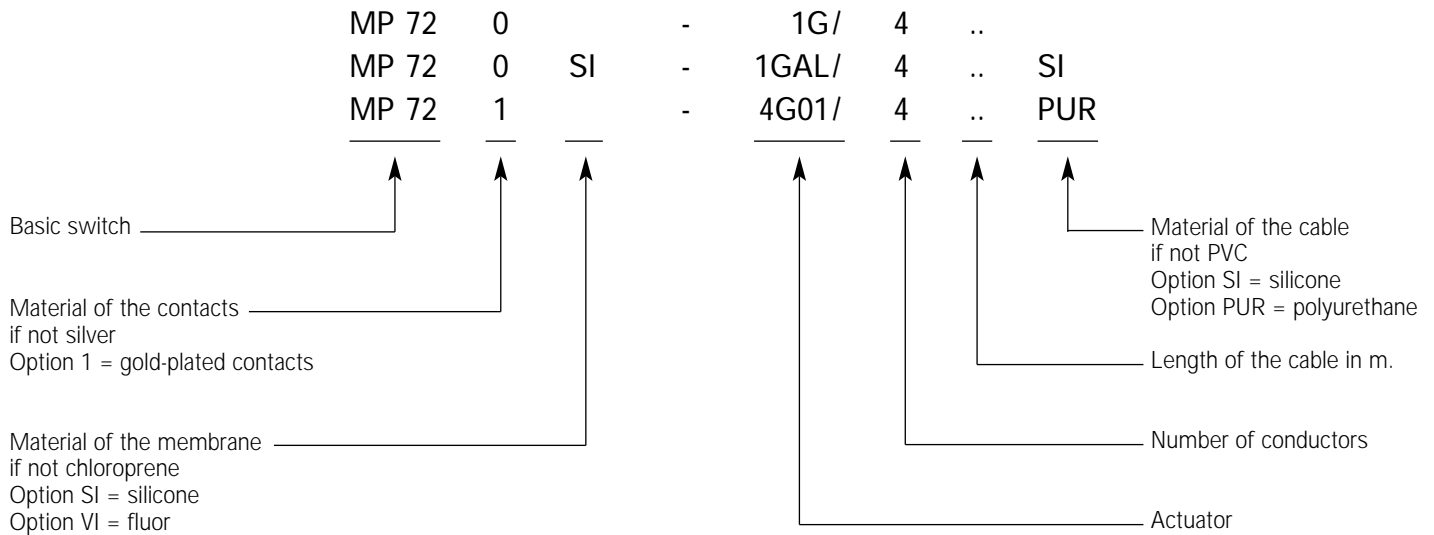 MP 72 0 - 1G/ 4 ..
MP 72 0 SI - 1GAL/ 4 .. SI
MP 72 1 - 4G01/ 4 .. PUR
Basic switch
Material of the contacts
if not silver
Option 1 = gold-plated contacts
Material of the membrane
if not chloroprene
Option SI = silicone
Option VI = fluor
Material of the cable
if not PVC
Option SI = silicone
Option PUR = polyurethane
Length of the cable in m.
Number of conductors
Actuator